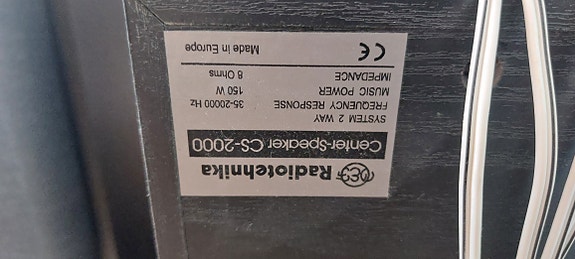 Radiotehnika
Center-Speaker CS-2000
SYSTEM 2 WAY
FREQUENCY RESPONSE 35-20000 Hz
MUSIC POWER 150 W
IMPEDANCE 8 Ohms
CE Made in Europe